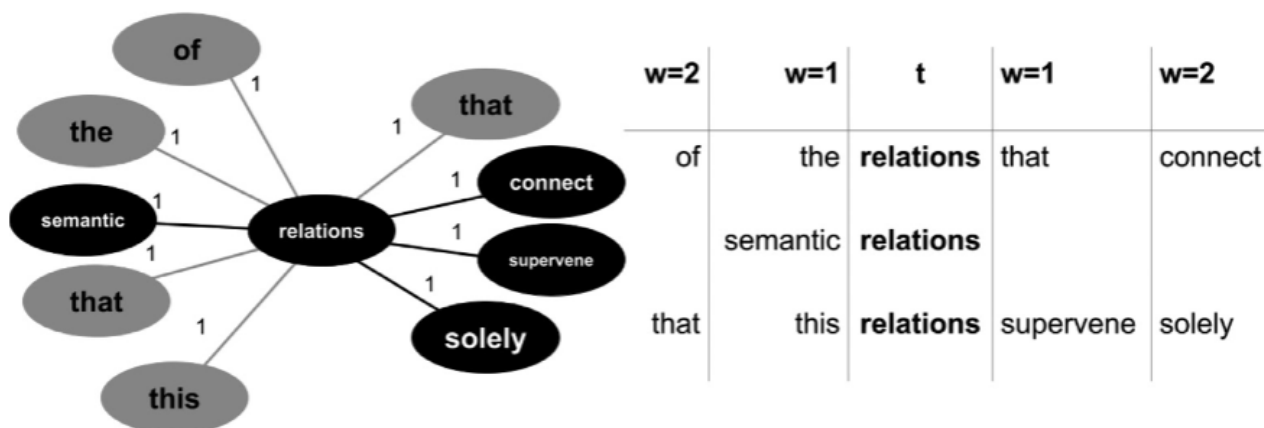 of
1
that
the
1
1
connect
1
semantic
1
relations
1
supervene
1
that
1
solely
1
this
w=2 w=1 t w=1 w=2
of the relations that connect
semantic relations
that this relations supervene solely